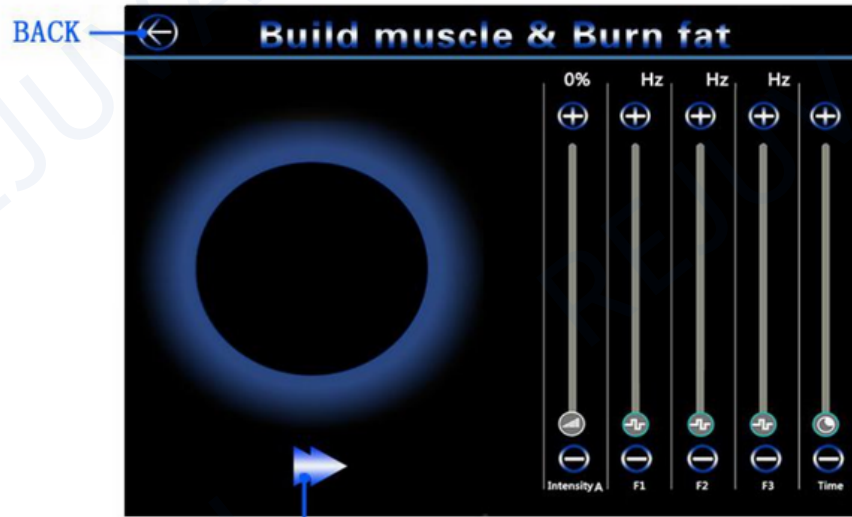 BACK
Build muscle & Burn fat
0% Hz Hz Hz
Intensity A F1 F2 F3 Time